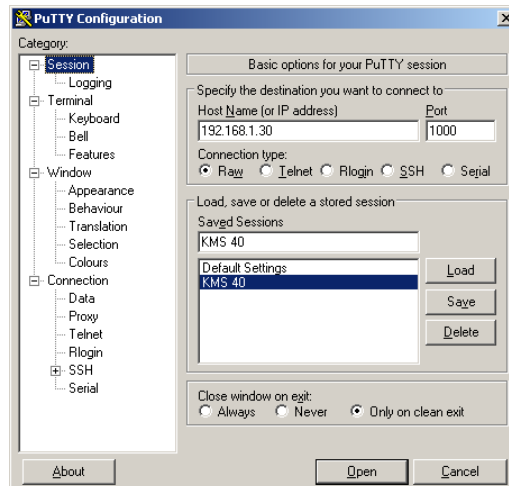 PuTTY Configuration
Category:
Session
Logging
Terminal
Keyboard
Bell
Features
Window
Appearance
Behaviour
Translation
Selection
Colours
Connection
Data
Proxy
Telnet
Rlogin
SSH
Serial
Basic options for your PuTTY session
Specify the destination you want to connect to
Host Name (or IP address) Port
192.168.1.30 1000
Connection type:
Raw Telnet Rlogin SSH Serial
Load, save or delete a stored session
Saved Sessions
KMS 40
Default Settings
KMS 40
Load
Save
Delete
Close window on exit:
Always Never Only on clean exit
About Open Cancel